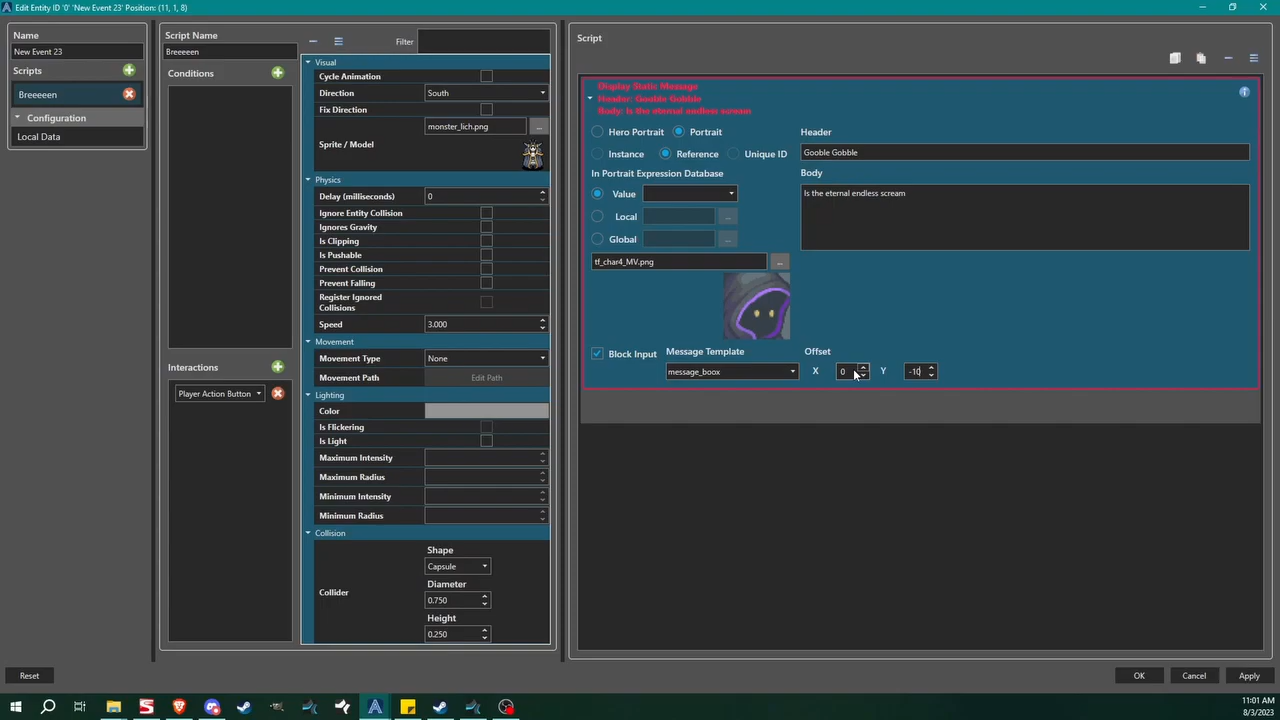 Edit Entity ID '0' 'New Event 23' Position: (11, 1, 8)
Name
New Event 23
Scripts
Breeeeen
Configuration
Local Data
Script Name
Breeeeen
Conditions
Interactions
Player Action Button
Filter
Visual
Cycle Animation
Direction South
Fix Direction
monster_lich.png ...
Sprite / Model
Physics
Delay (milliseconds) 0
Ignore Entity Collision
Ignores Gravity
Is Clipping
Is Pushable
Prevent Collision
Prevent Falling
Register Ignored
Collisions
Speed 3.000
Movement
Movement Type None
Movement Path Edit Path
Lighting
Color
Is Flickering
Is Light
Maximum Intensity
Maximum Radius
Minimum Intensity
Minimum Radius
Collision
Shape
Capsule
Diameter
Collider
0.750
Height
0.250
Script
Display Static Message
Header: Gooble Gobble
Body: Is the eternal endless scream
Hero Portrait Portrait Header
Instance Reference Unique ID Gooble Gobble
In Portrait Expression Database Body
Value Is the eternal endless scream
Local ...
Global ...
tf_char4_MV.png ...
Block Input Message Template Offset
message_boox X 0 Y -10
Reset OK Cancel Apply
11:01 AM
8/3/2023